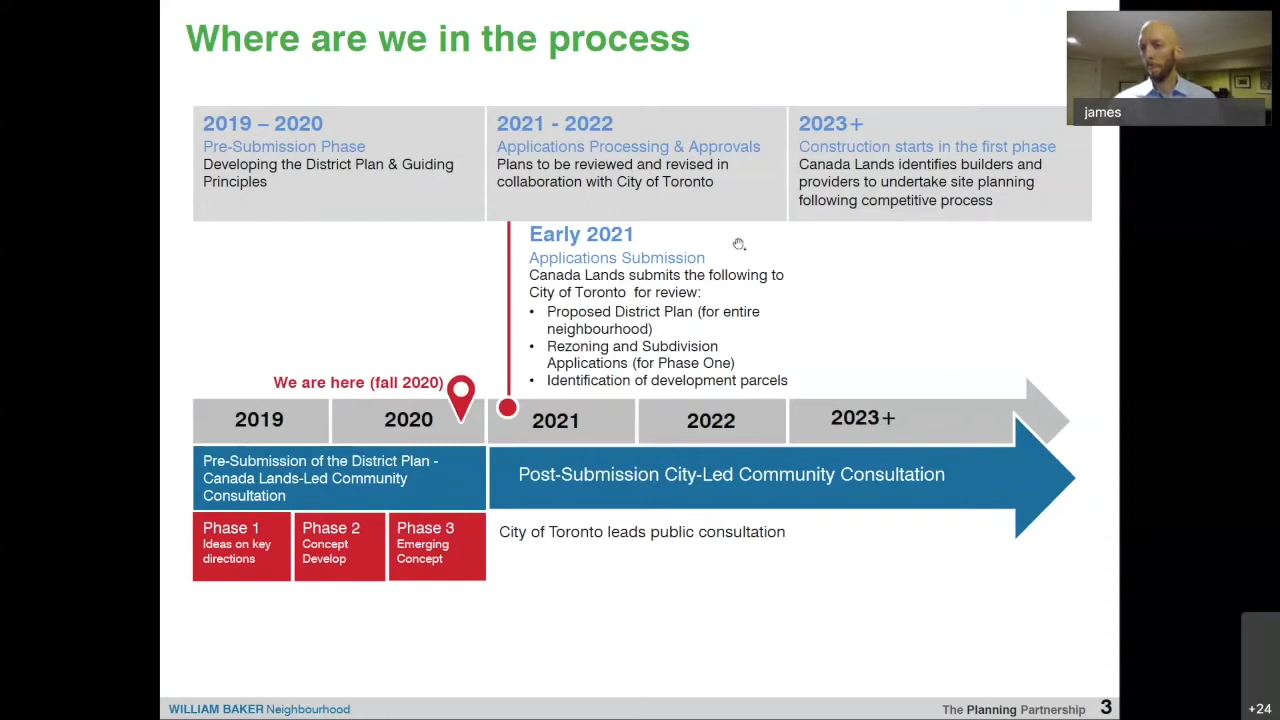 Where are we in the process
james
2019 – 2020
Pre-Submission Phase
Developing the District Plan & Guiding
Principles
2021 - 2022
Applications Processing & Approvals
Plans to be reviewed and revised in
collaboration with City of Toronto
2023+
Construction starts in the first phase
Canada Lands identifies builders and
providers to undertake site planning
following competitive process
Early 2021
Applications Submission
Canada Lands submits the following to
City of Toronto for review:
• Proposed District Plan (for entire
neighbourhood)
• Rezoning and Subdivision
Applications (for Phase One)
• Identification of development parcels
We are here (fall 2020)
2019
2020
2021
2022
2023+
Pre-Submission of the District Plan -
Canada Lands-Led Community
Consultation
Post-Submission City-Led Community Consultation
Phase 1
Ideas on key
directions
Phase 2
Concept
Develop
Phase 3
Emerging
Concept
City of Toronto leads public consultation
WILLIAM BAKER Neighbourhood
The Planning Partnership
3
+24